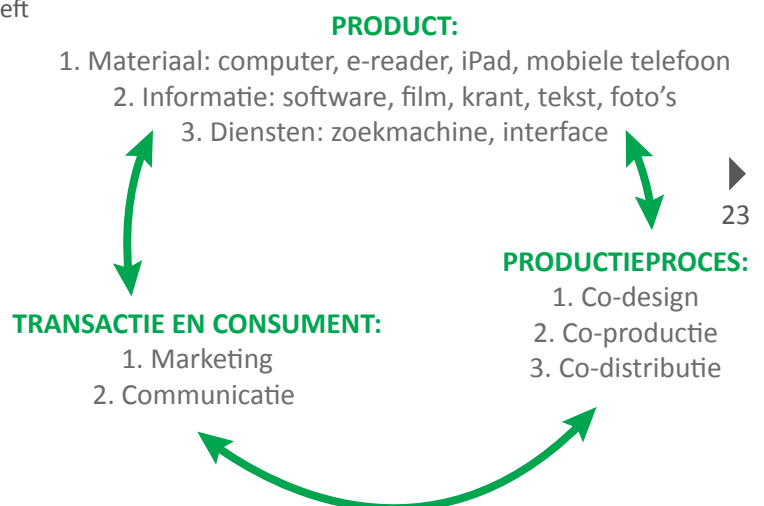 eft
PRODUCT:
1. Materiaal: computer, e-reader, iPad, mobiele telefoon
2. Informatie: software, film, krant, tekst, foto’s
3. Diensten: zoekmachine, interface
23
PRODUCTIEPROCES:
1. Co-design
2. Co-productie
3. Co-distributie
TRANSACTIE EN CONSUMENT:
1. Marketing
2. Communicatie